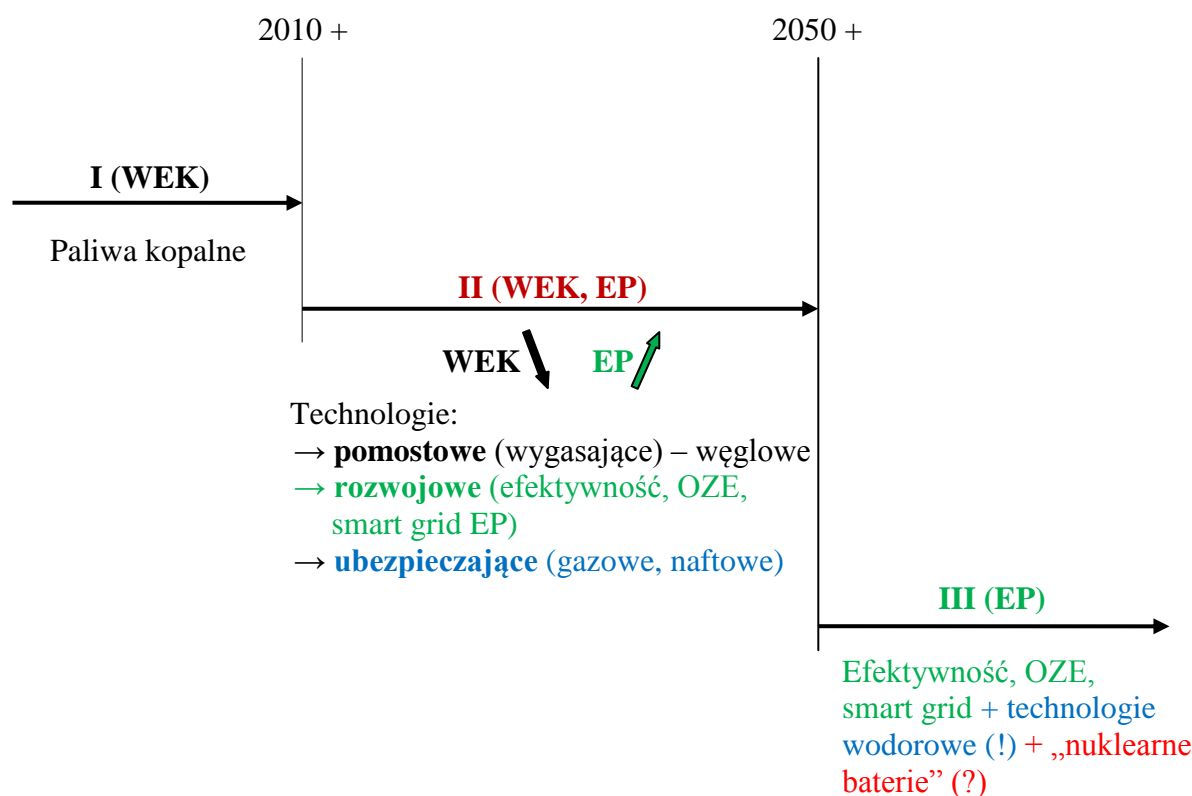 2010 +
2050 +
I (WEK)
Paliwa kopalne
II (WEK, EP)
WEK
EP
Technologie:
→ pomostowe (wygasające) – węglowe
→ rozwojowe (efektywność, OZE,
smart grid EP)
→ ubezpieczające (gazowe, naftowe)
III (EP)
Efektywność, OZE,
smart grid + technologie
wodorowe (!) + „nuklearne
baterie” (?)